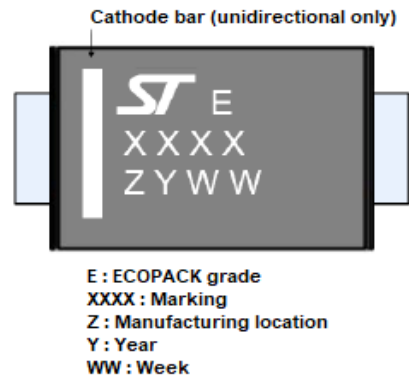 Cathode bar (unidirectional only)
ST E
XXXX
ZYWW
E : ECOPACK grade
XXXX : Marking
Z : Manufacturing location
Y : Year
WW : Week